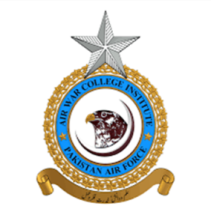 AIR WAR COLLEGE INSTITUTE
PAKISTAN AIR FORCE